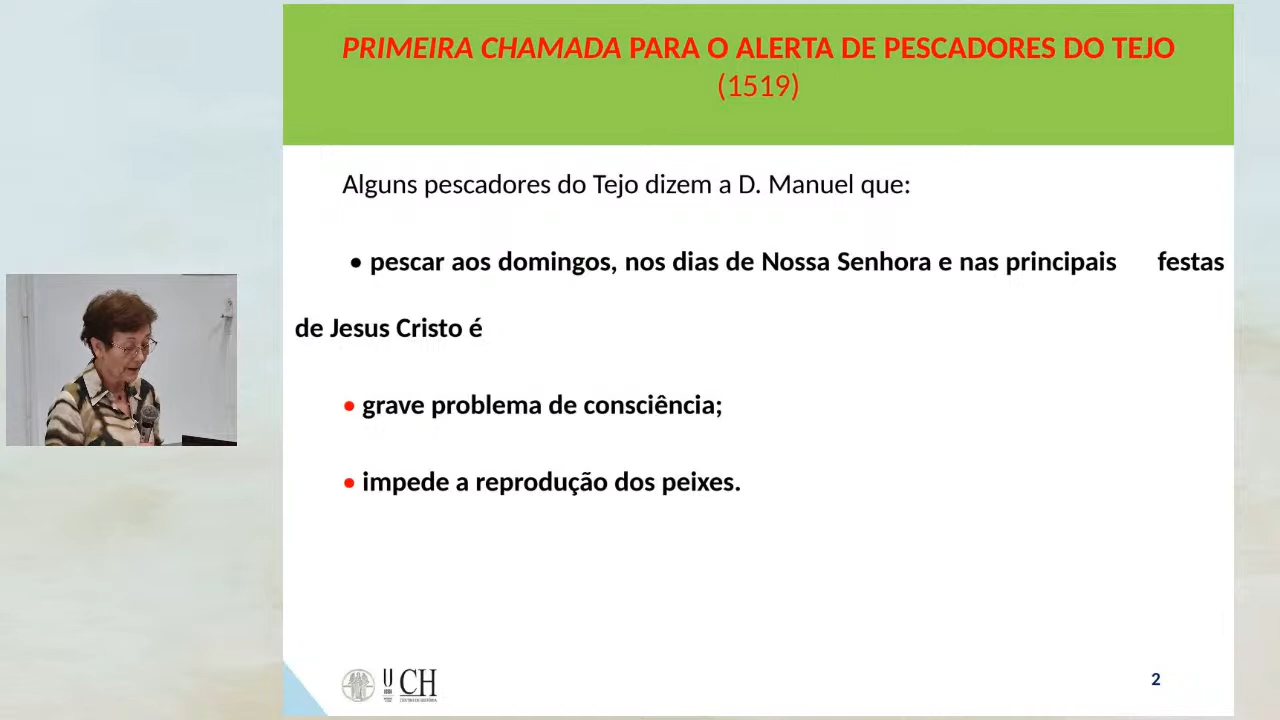 PRIMEIRA CHAMADA PARA O ALERTA DE PESCADORES DO TEJO
(1519)
Alguns pescadores do Tejo dizem a D. Manuel que:
• pescar aos domingos, nos dias de Nossa Senhora e nas principais festas
de Jesus Cristo é
• grave problema de consciência;
• impede a reprodução dos peixes.
U CH
2